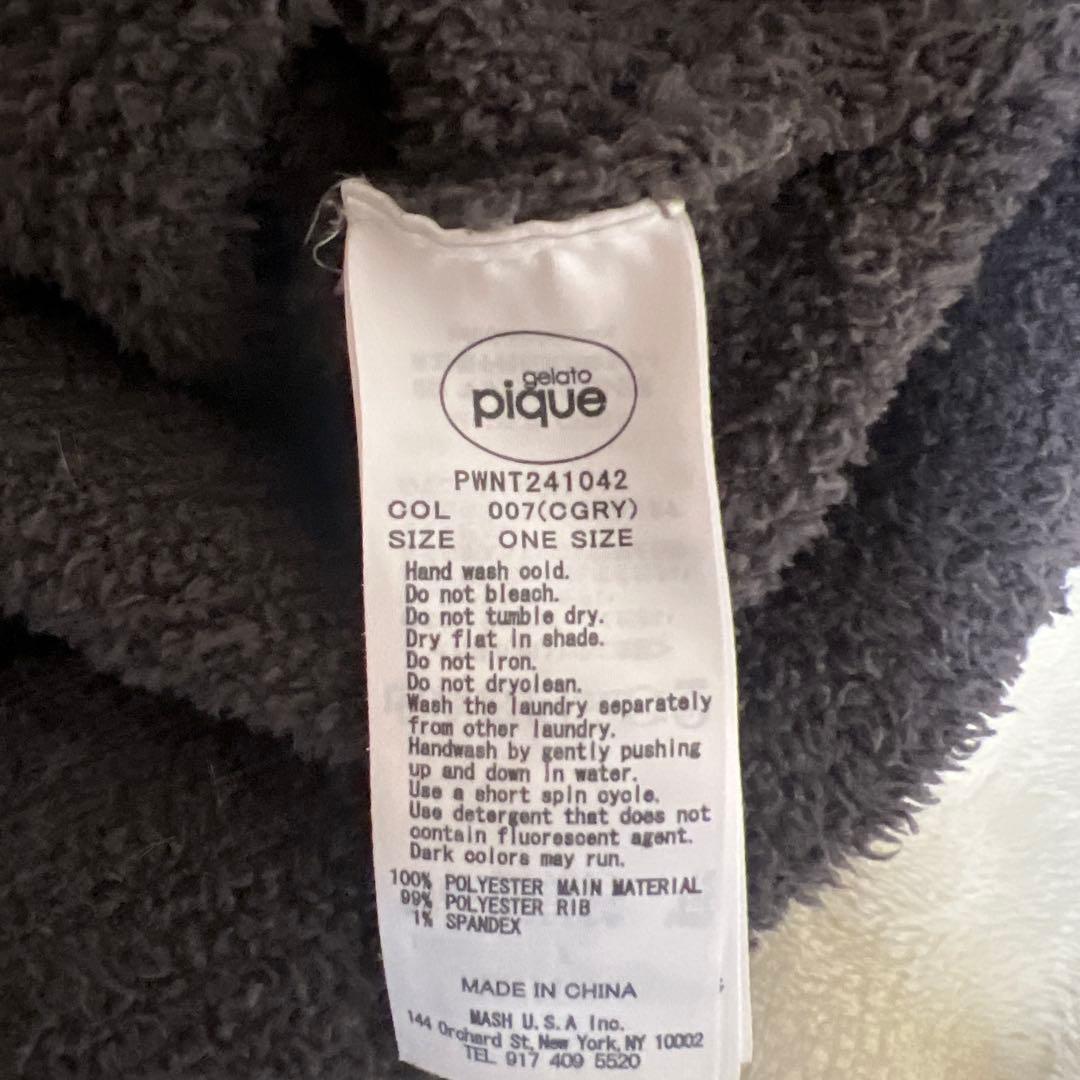 gelato
pique
PWNT241042
COL 007(CGRY)
SIZE ONE SIZE
Hand wash cold.
Do not bleach.
Do not tumble dry.
Dry flat in shade.
Do not iron.
Do not dryclean.
Wash the laundry separately
from other laundry.
Handwash by gently pushing
up and down in water.
Use a short spin cycle.
Use detergent that does not
contain fluorescent agent.
Dark colors may run.
100% POLYESTER MAIN MATERIAL
99% POLYESTER RIB
1% SPANDEX
MADE IN CHINA
MASH U.S.A Inc.
144 Orchard St, New York, NY 10002
TEL 917 409 5520